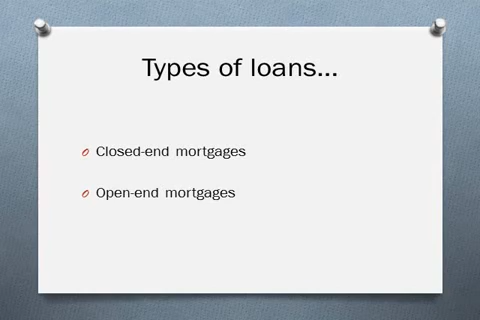 Types of loans...
Closed-end mortgages
Open-end mortgages